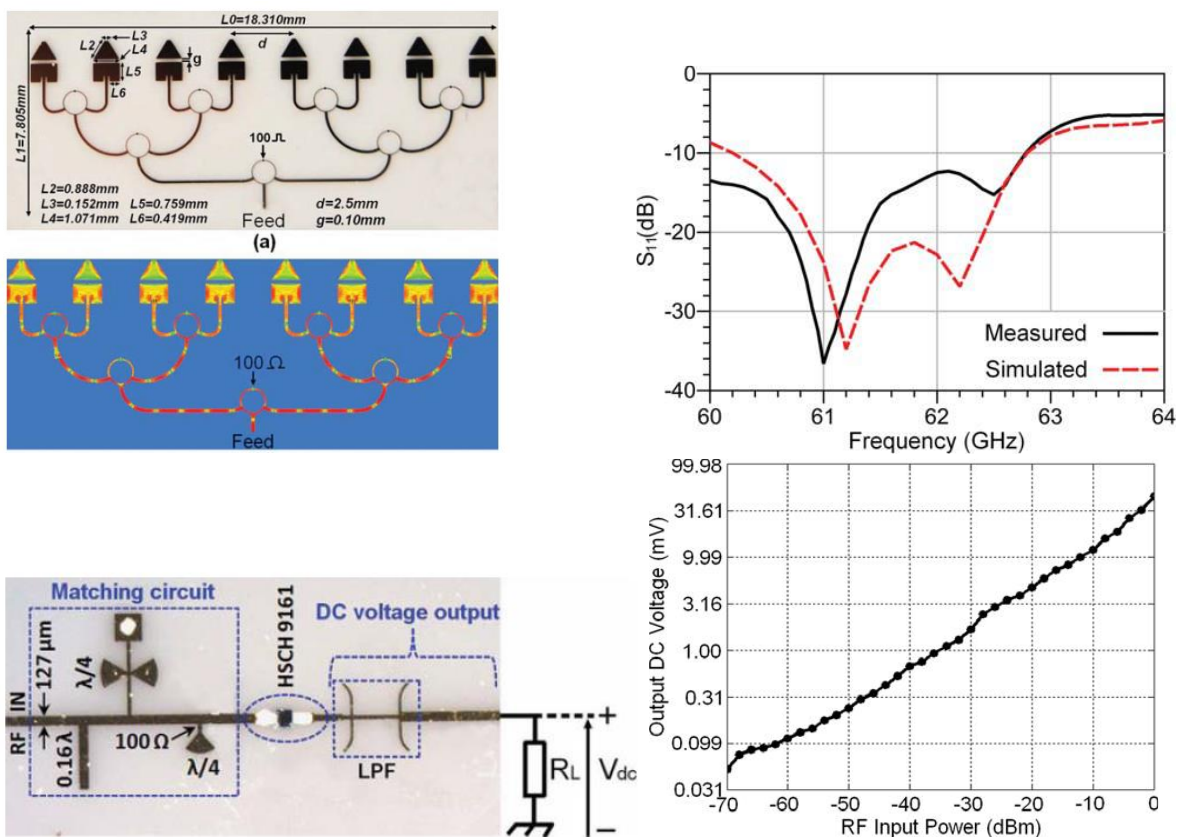 L0=18.310mm
L3
L2
L4
d
g
L5
L6
L1=7.805mm
100Ω
L2=0.888mm
L3=0.152mm L5=0.759mm d=2.5mm
L4=1.071mm L6=0.419mm g=0.10mm
Feed
(a)
100 Ω
Feed
Matching circuit
DC voltage output
HSCH 9161
127 μm
λ/4
RF IN
0.16λ
100 Ω
λ/4
LPF
RL
Vdc
+
−
0
-10
-20
-30
-40
S11(dB)
Measured
Simulated
60 61 62 63 64
Frequency (GHz)
99.98
31.61
9.99
3.16
1.00
0.31
0.099
0.031
Output DC Voltage (mV)
-70 -60 -50 -40 -30 -20 -10 0
RF Input Power (dBm)